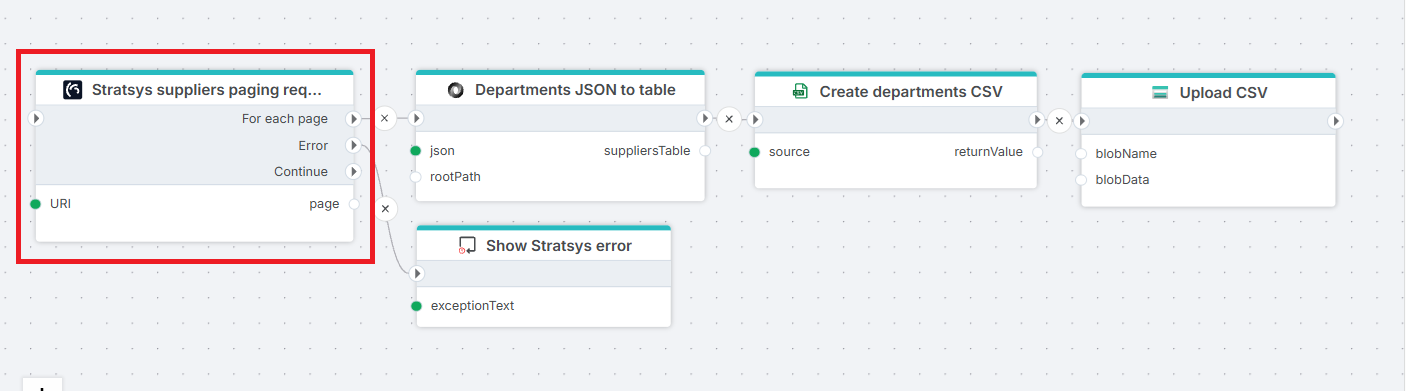 Stratsys suppliers paging req...
For each page
Error
Continue
URI
page
Departments JSON to table
json
suppliersTable
rootPath
Create departments CSV
source
returnValue
Upload CSV
blobName
blobData
Show Stratsys error
exceptionText